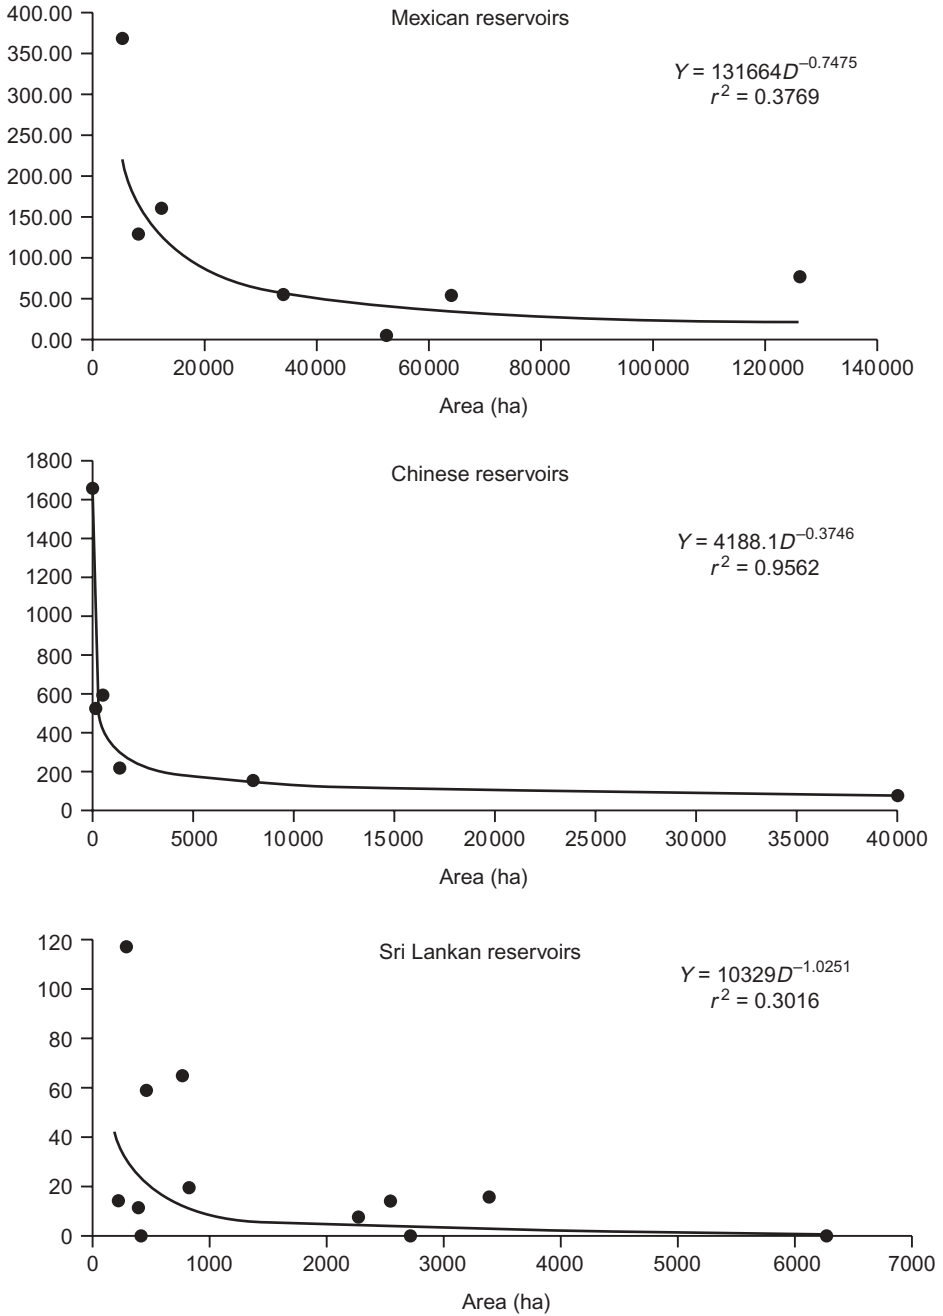 Mexican reservoirs
Y = 131664D^–0.7475
r² = 0.3769
400.00
350.00
300.00
250.00
200.00
150.00
100.00
50.00
0.00
0 20000 40000 60000 80000 100000 120000 140000
Area (ha)
Chinese reservoirs
Y = 4188.1D^–0.3746
r² = 0.9562
1800
1600
1400
1200
1000
800
600
400
200
0
0 5000 10000 15000 20000 25000 30000 35000 40000
Area (ha)
Sri Lankan reservoirs
Y = 10329D^–1.0251
r² = 0.3016
120
100
80
60
40
20
0
0 1000 2000 3000 4000 5000 6000 7000
Area (ha)